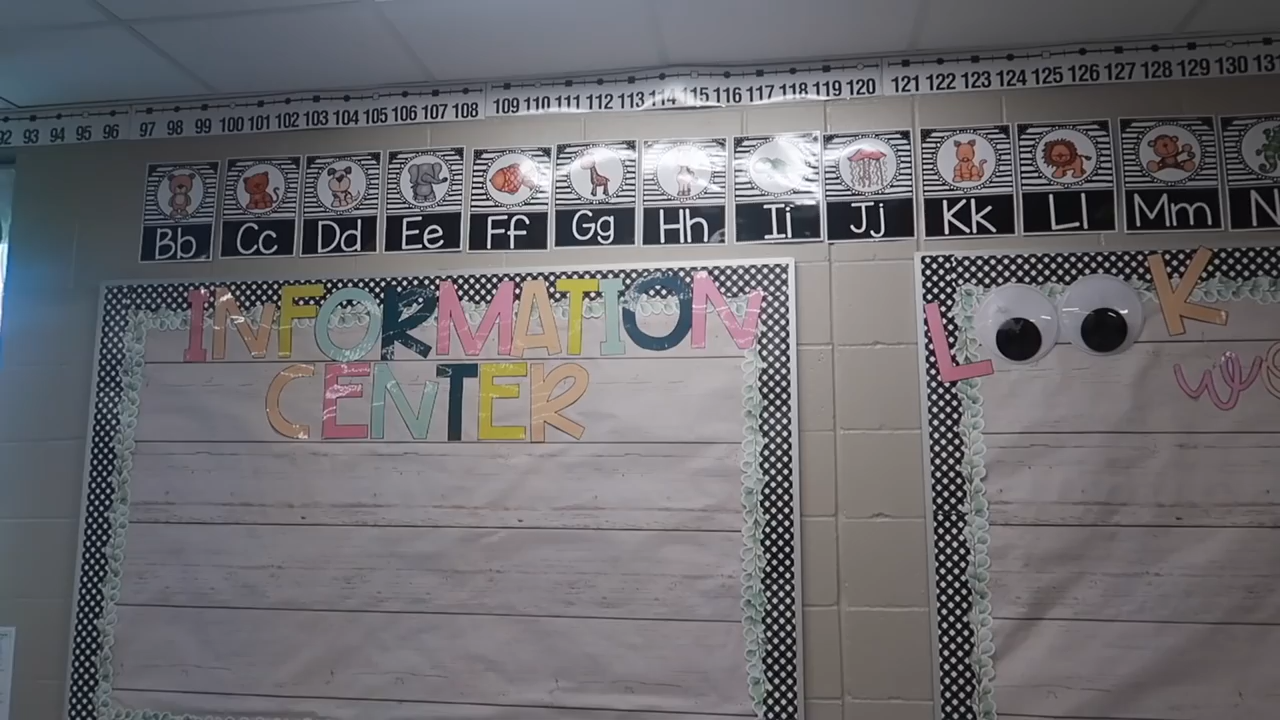 92 93 94 95 96 97 98 99 100 101 102 103 104 105 106 107 108 109 110 111 112 113 114 115 116 117 118 119 120 121 122 123 124 125 126 127 128 129 130 131
Bb Cc Dd Ee Ff Gg Hh Ii Jj Kk Ll Mm N
INFORMATION
CENTER
L K